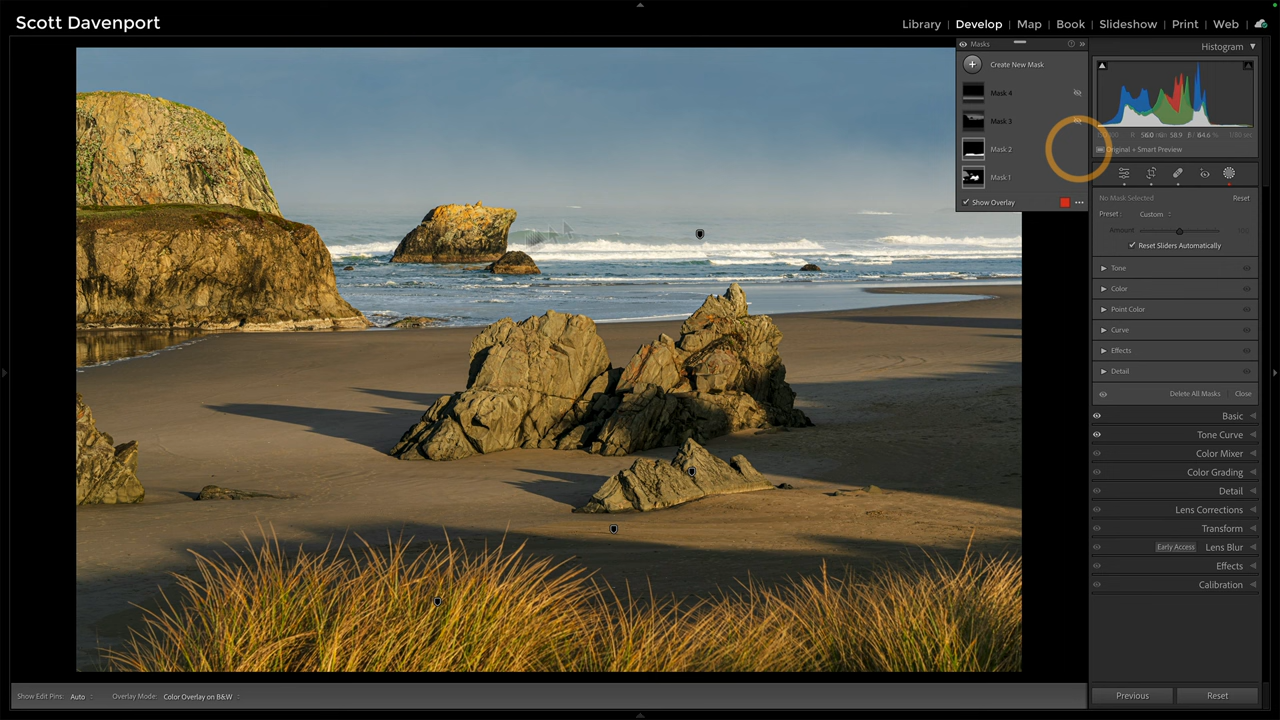 Scott Davenport
Library | Develop | Map | Book | Slideshow | Print | Web
Masks
Create New Mask
Mask 4
Mask 3
Mask 2
Mask 1
Show Overlay
Histogram
Original + Smart Preview
No Mask Selected
Reset
Preset: Custom
Amount 100
Reset Sliders Automatically
Tone
Color
Point Color
Curve
Effects
Detail
Delete All Masks Close
Basic
Tone Curve
Color Mixer
Color Grading
Detail
Lens Corrections
Transform
Early Access Lens Blur
Effects
Calibration
Show Edit Pins: Auto Overlay Mode: Color Overlay on B&W
Previous Reset